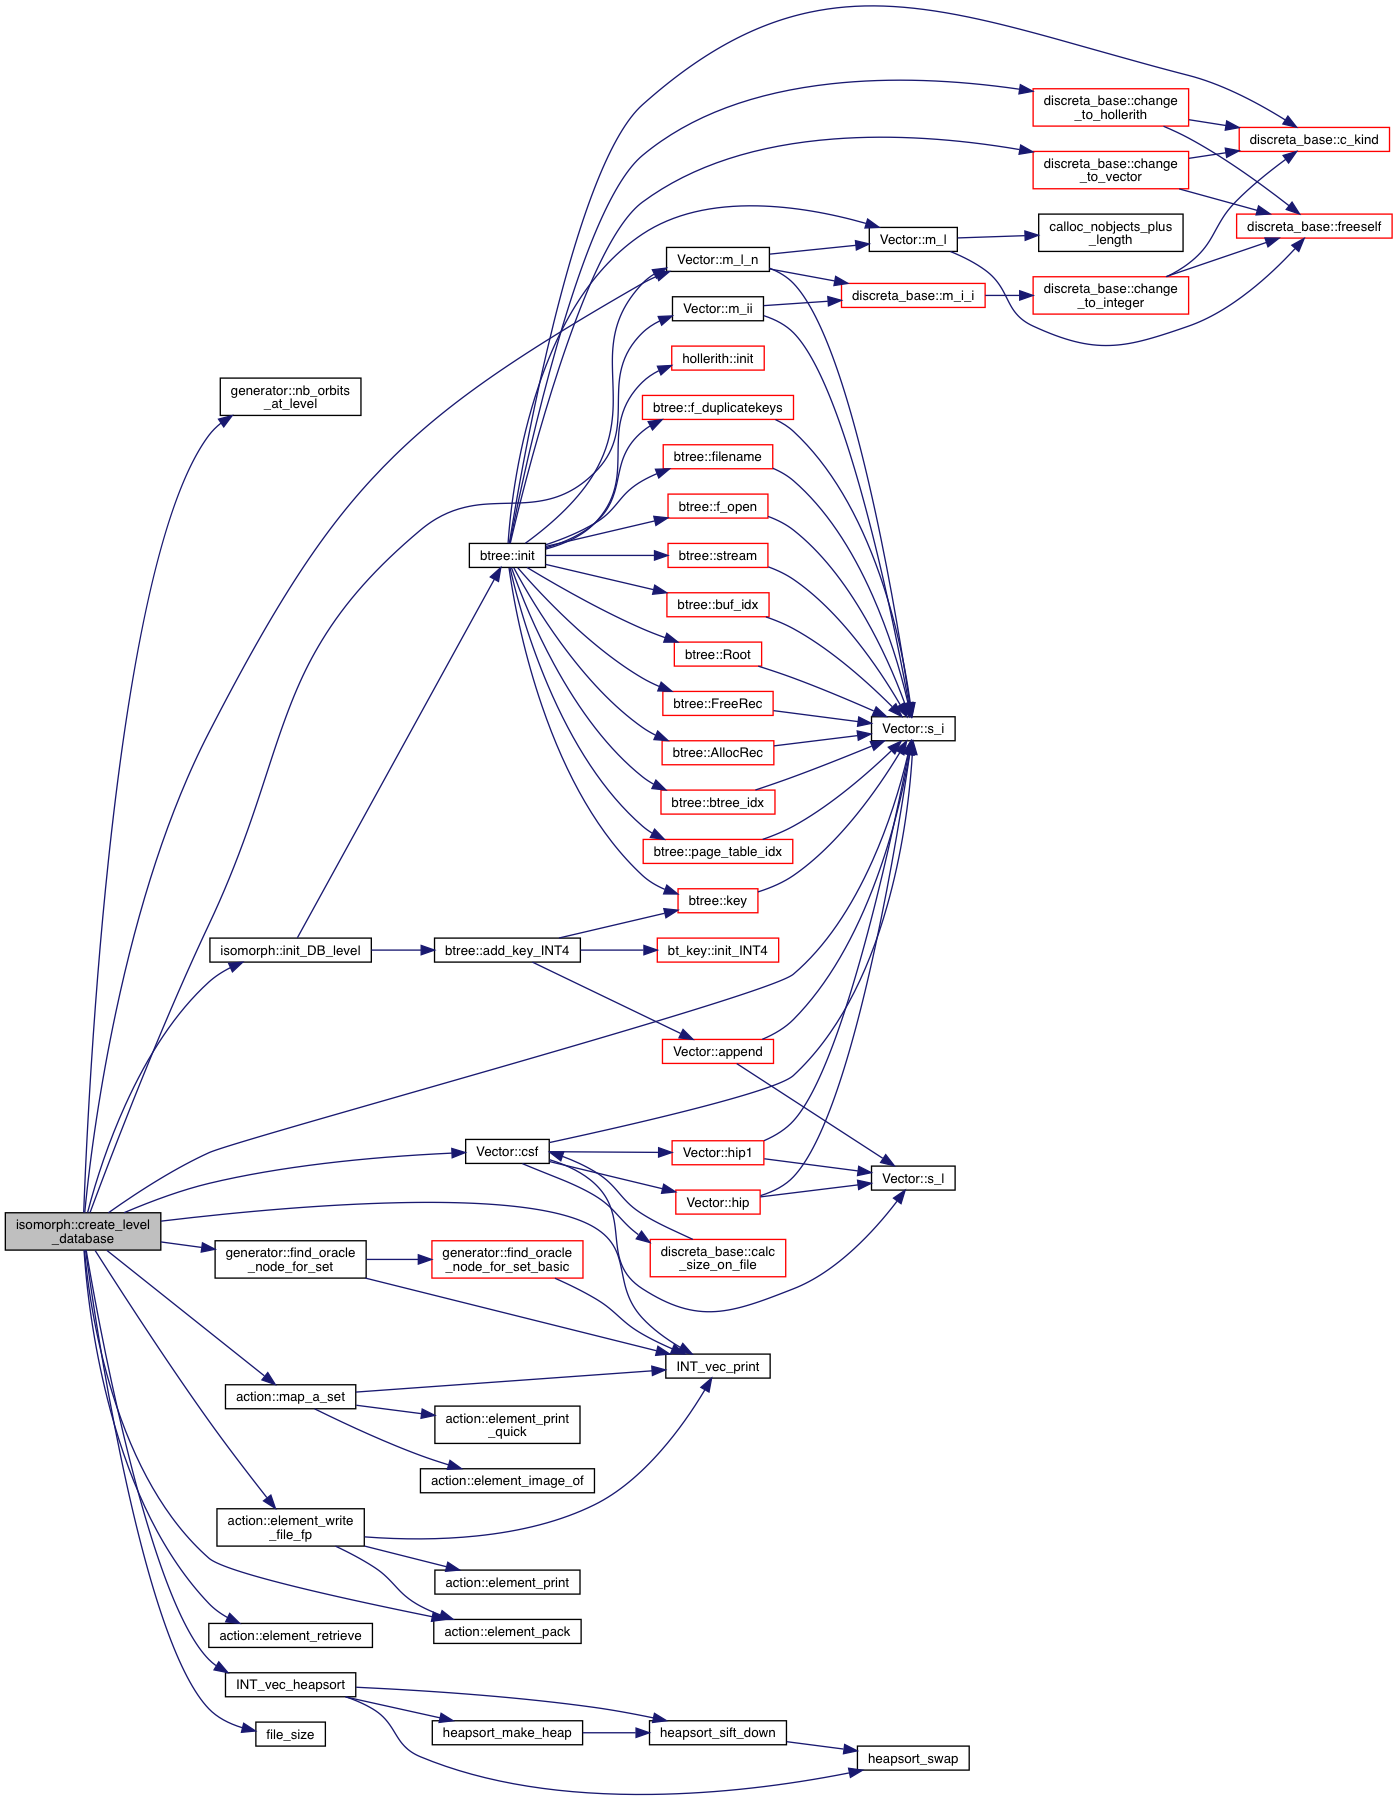 discreta_base::change
_to_hollerith
discreta_base::c_kind
discreta_base::change
_to_vector
calloc_nobjects_plus
_length
discreta_base::freeself
Vector::m_l
Vector::m_l_n
discreta_base::m_i_i
discreta_base::change
_to_integer
Vector::m_ii
hollerith::init
generator::nb_orbits
_at_level
btree::f_duplicatekeys
btree::filename
btree::f_open
btree::init
btree::stream
btree::buf_idx
btree::Root
btree::FreeRec
Vector::s_i
btree::AllocRec
btree::btree_idx
btree::page_table_idx
btree::key
isomorph::init_DB_level
btree::add_key_INT4
bt_key::init_INT4
Vector::append
Vector::csf
Vector::hip1
Vector::s_l
Vector::hip
isomorph::create_level
_database
generator::find_oracle
_node_for_set
generator::find_oracle
_node_for_set_basic
discreta_base::calc
_size_on_file
INT_vec_print
action::map_a_set
action::element_print
_quick
action::element_image_of
action::element_write
_file_fp
action::element_print
action::element_pack
action::element_retrieve
INT_vec_heapsort
file_size
heapsort_make_heap
heapsort_sift_down
heapsort_swap